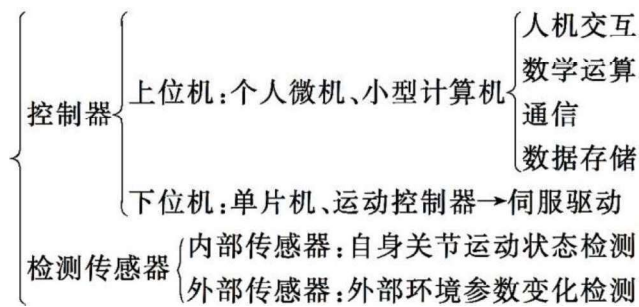 控制器
上位机:个人微机、小型计算机
人机交互
数学运算
通信
数据存储
下位机:单片机、运动控制器→伺服驱动
检测传感器
内部传感器:自身关节运动状态检测
外部传感器:外部环境参数变化检测